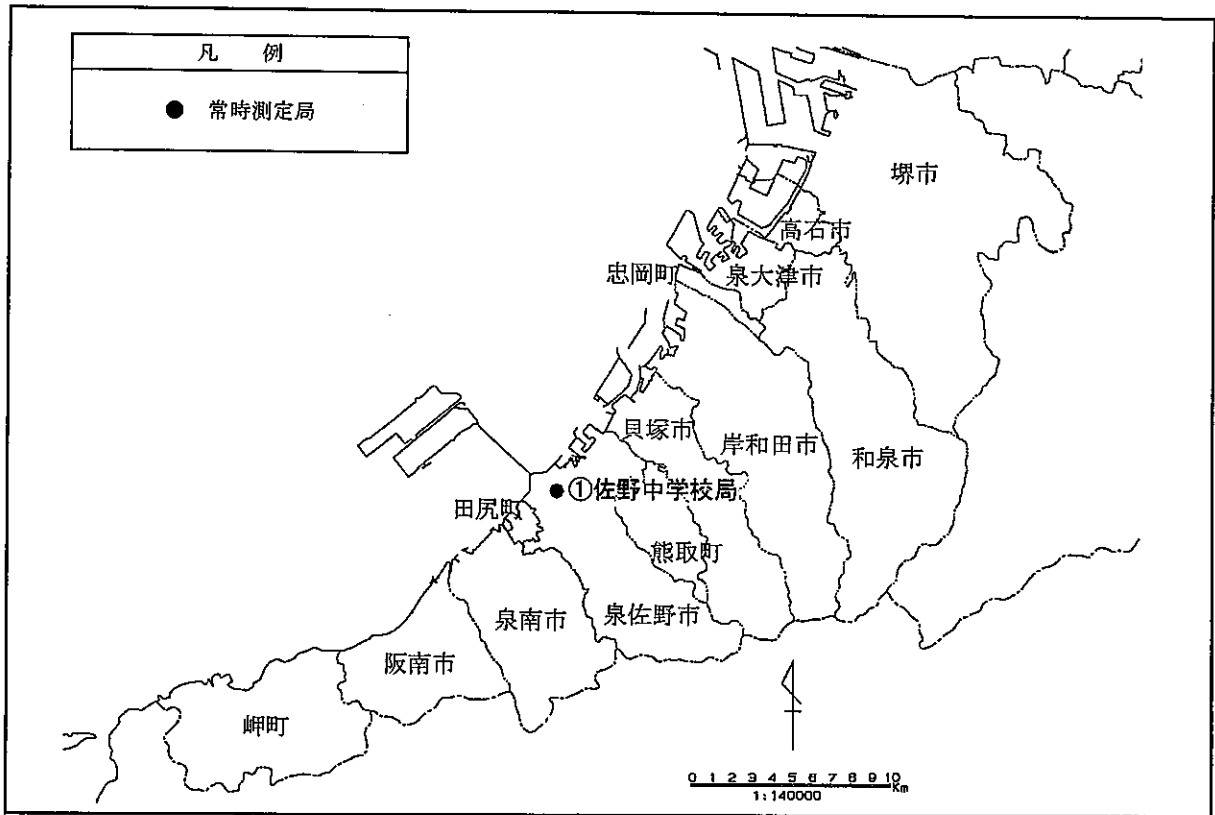 凡 例
● 常時測定局
堺市
高石市
泉大津市
忠岡町
貝塚市
岸和田市
和泉市
①佐野中学校局
田尻町
熊取町
泉南市
泉佐野市
阪南市
岬町
0 1 2 3 4 5 6 7 8 9 10
Km
1:140000